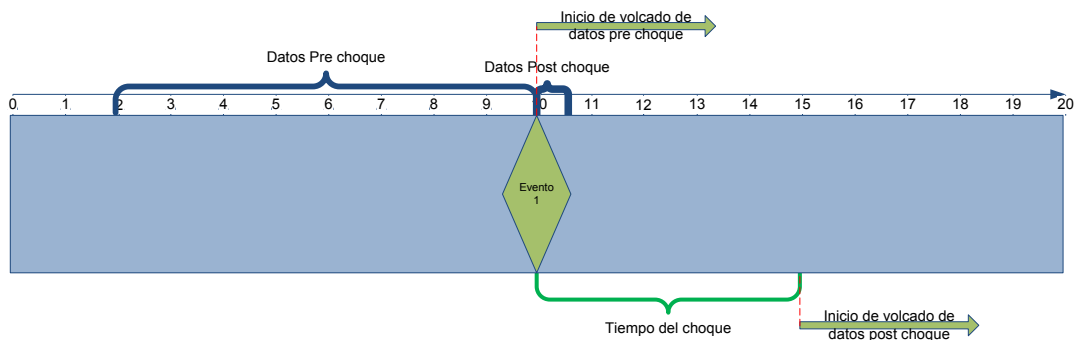 Inicio de volcado de
datos pre choque
Datos Pre choque
Datos Post choque
0 1 2 3 4 5 6 7 8 9 10 11 12 13 14 15 16 17 18 19 20
Evento
1
Tiempo del choque
Inicio de volcado de
datos post choque